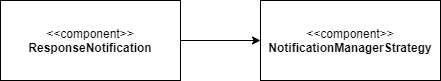 <<component>>
ResponseNotification
<<component>>
NotificationManagerStrategy